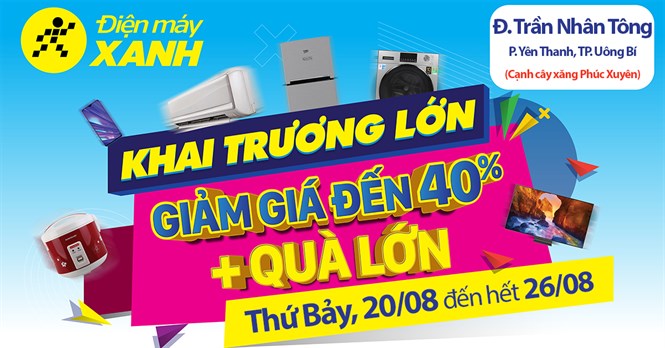 Điện máy
XANH
Đ. Trần Nhân Tông
P. Yên Thanh, TP. Uông Bí
(Cạnh cây xăng Phúc Xuyên)
KHAI TRƯƠNG LỚN
GIẢM GIÁ ĐẾN 40%
+ QUÀ LỚN
Thứ Bảy, 20/08 đến hết 26/08